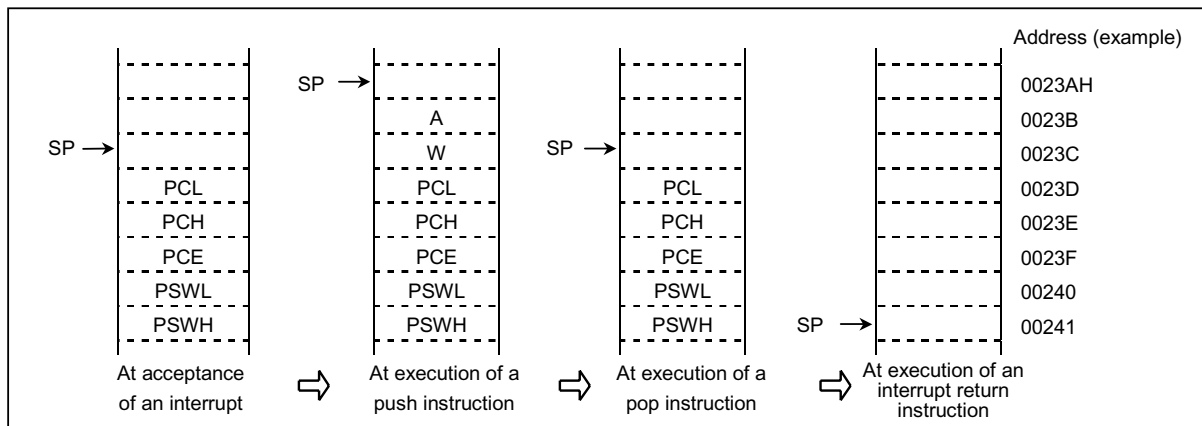 Address (example)
SP
0023AH
A
0023B
SP
W
SP
0023C
PCL
PCL
PCL
0023D
PCH
PCH
PCH
0023E
PCE
PCE
PCE
0023F
PSWL
PSWL
PSWL
00240
PSWH
PSWH
PSWH
SP
00241
At acceptance
of an interrupt
At execution of a
push instruction
At execution of a
pop instruction
At execution of an
interrupt return
instruction